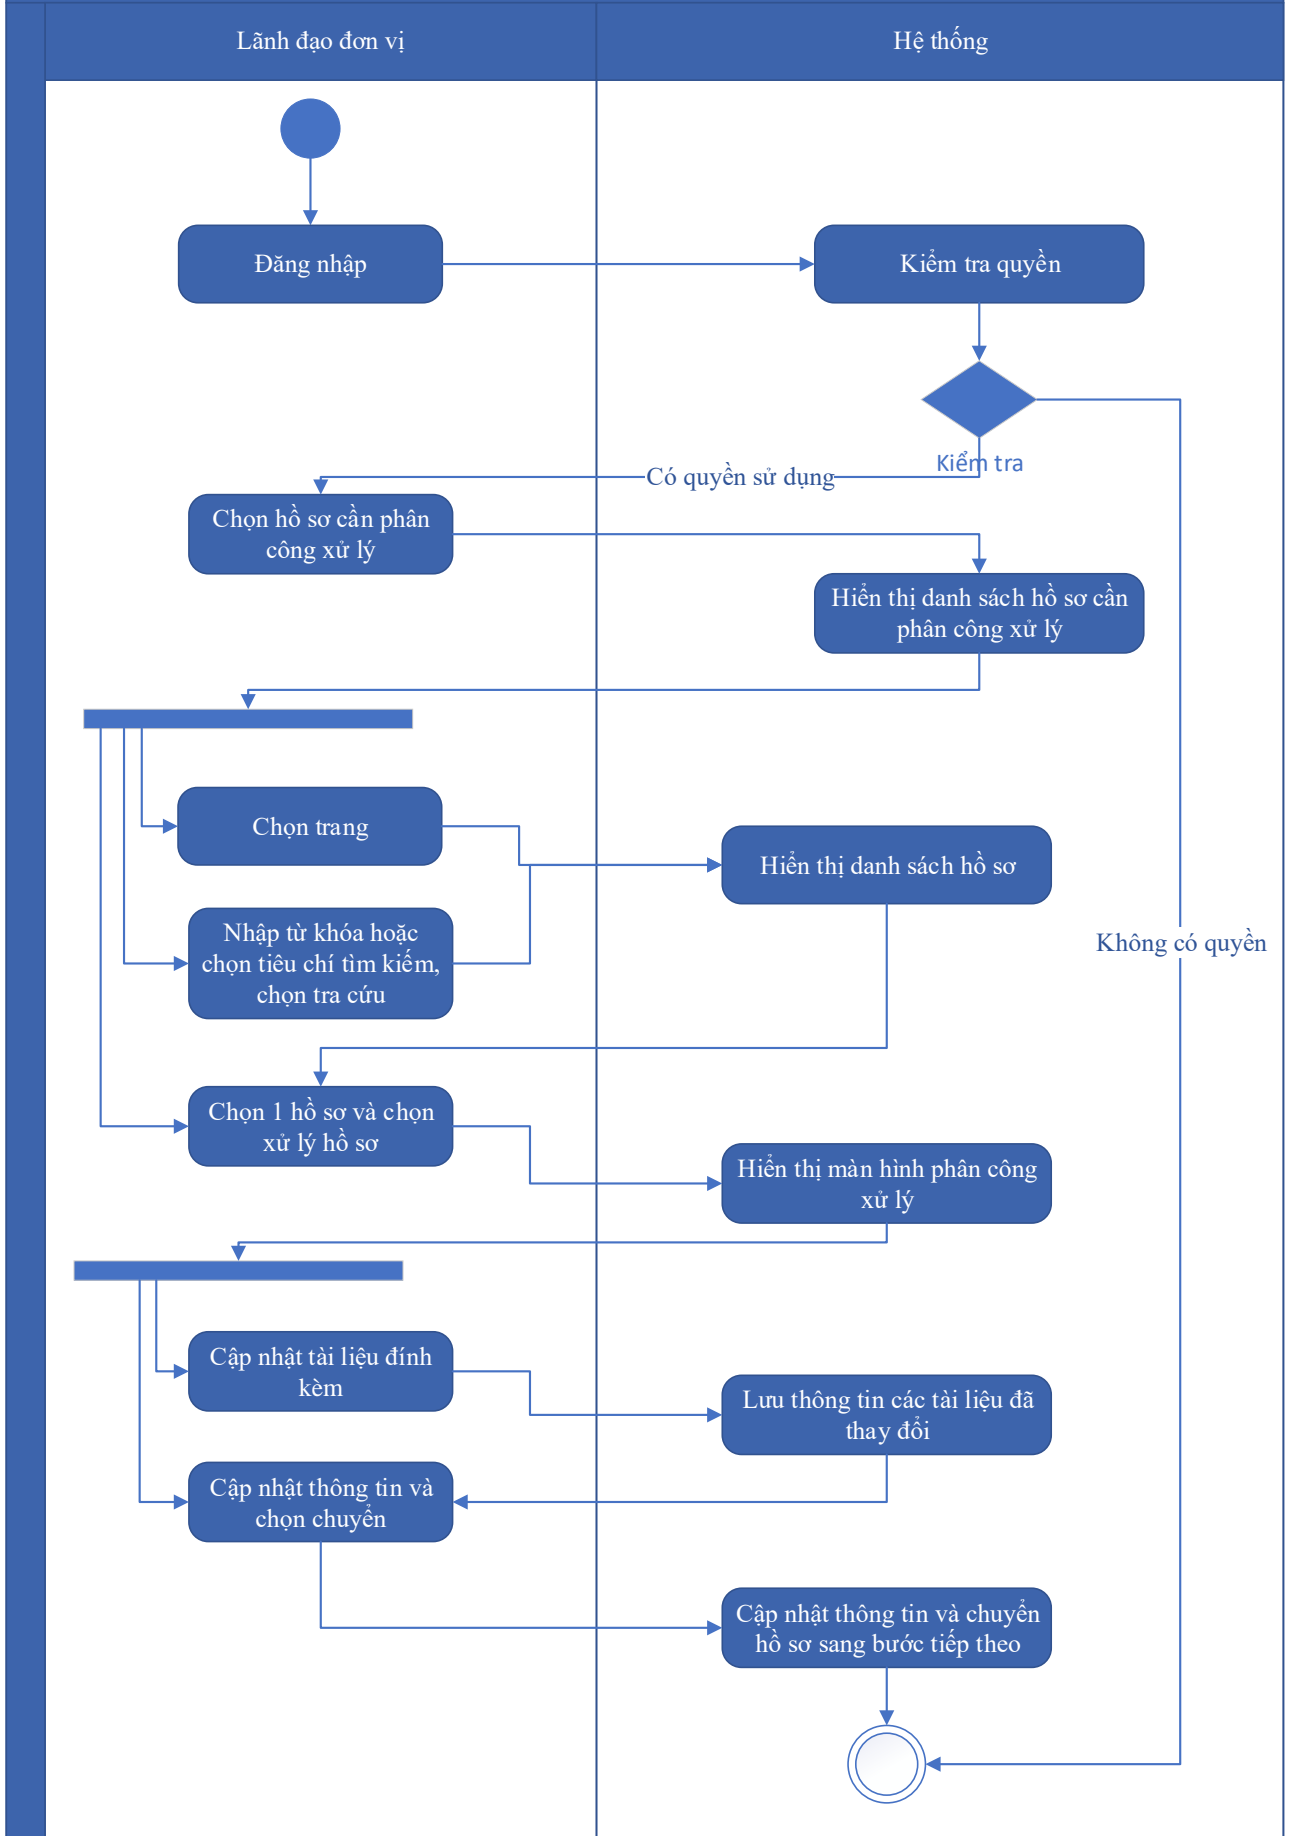 Lãnh đạo đơn vị
Hệ thống
Đăng nhập
Kiểm tra quyền
Kiểm tra
Có quyền sử dụng
Chọn hồ sơ cần phân
công xử lý
Hiển thị danh sách hồ sơ cần
phân công xử lý
Chọn trang
Hiển thị danh sách hồ sơ
Nhập từ khóa hoặc
chọn tiêu chí tìm kiếm,
chọn tra cứu
Không có quyền
Chọn 1 hồ sơ và chọn
xử lý hồ sơ
Hiển thị màn hình phân công
xử lý
Cập nhật tài liệu đính
kèm
Lưu thông tin các tài liệu đã
thay đổi
Cập nhật thông tin và
chọn chuyển
Cập nhật thông tin và chuyển
hồ sơ sang bước tiếp theo